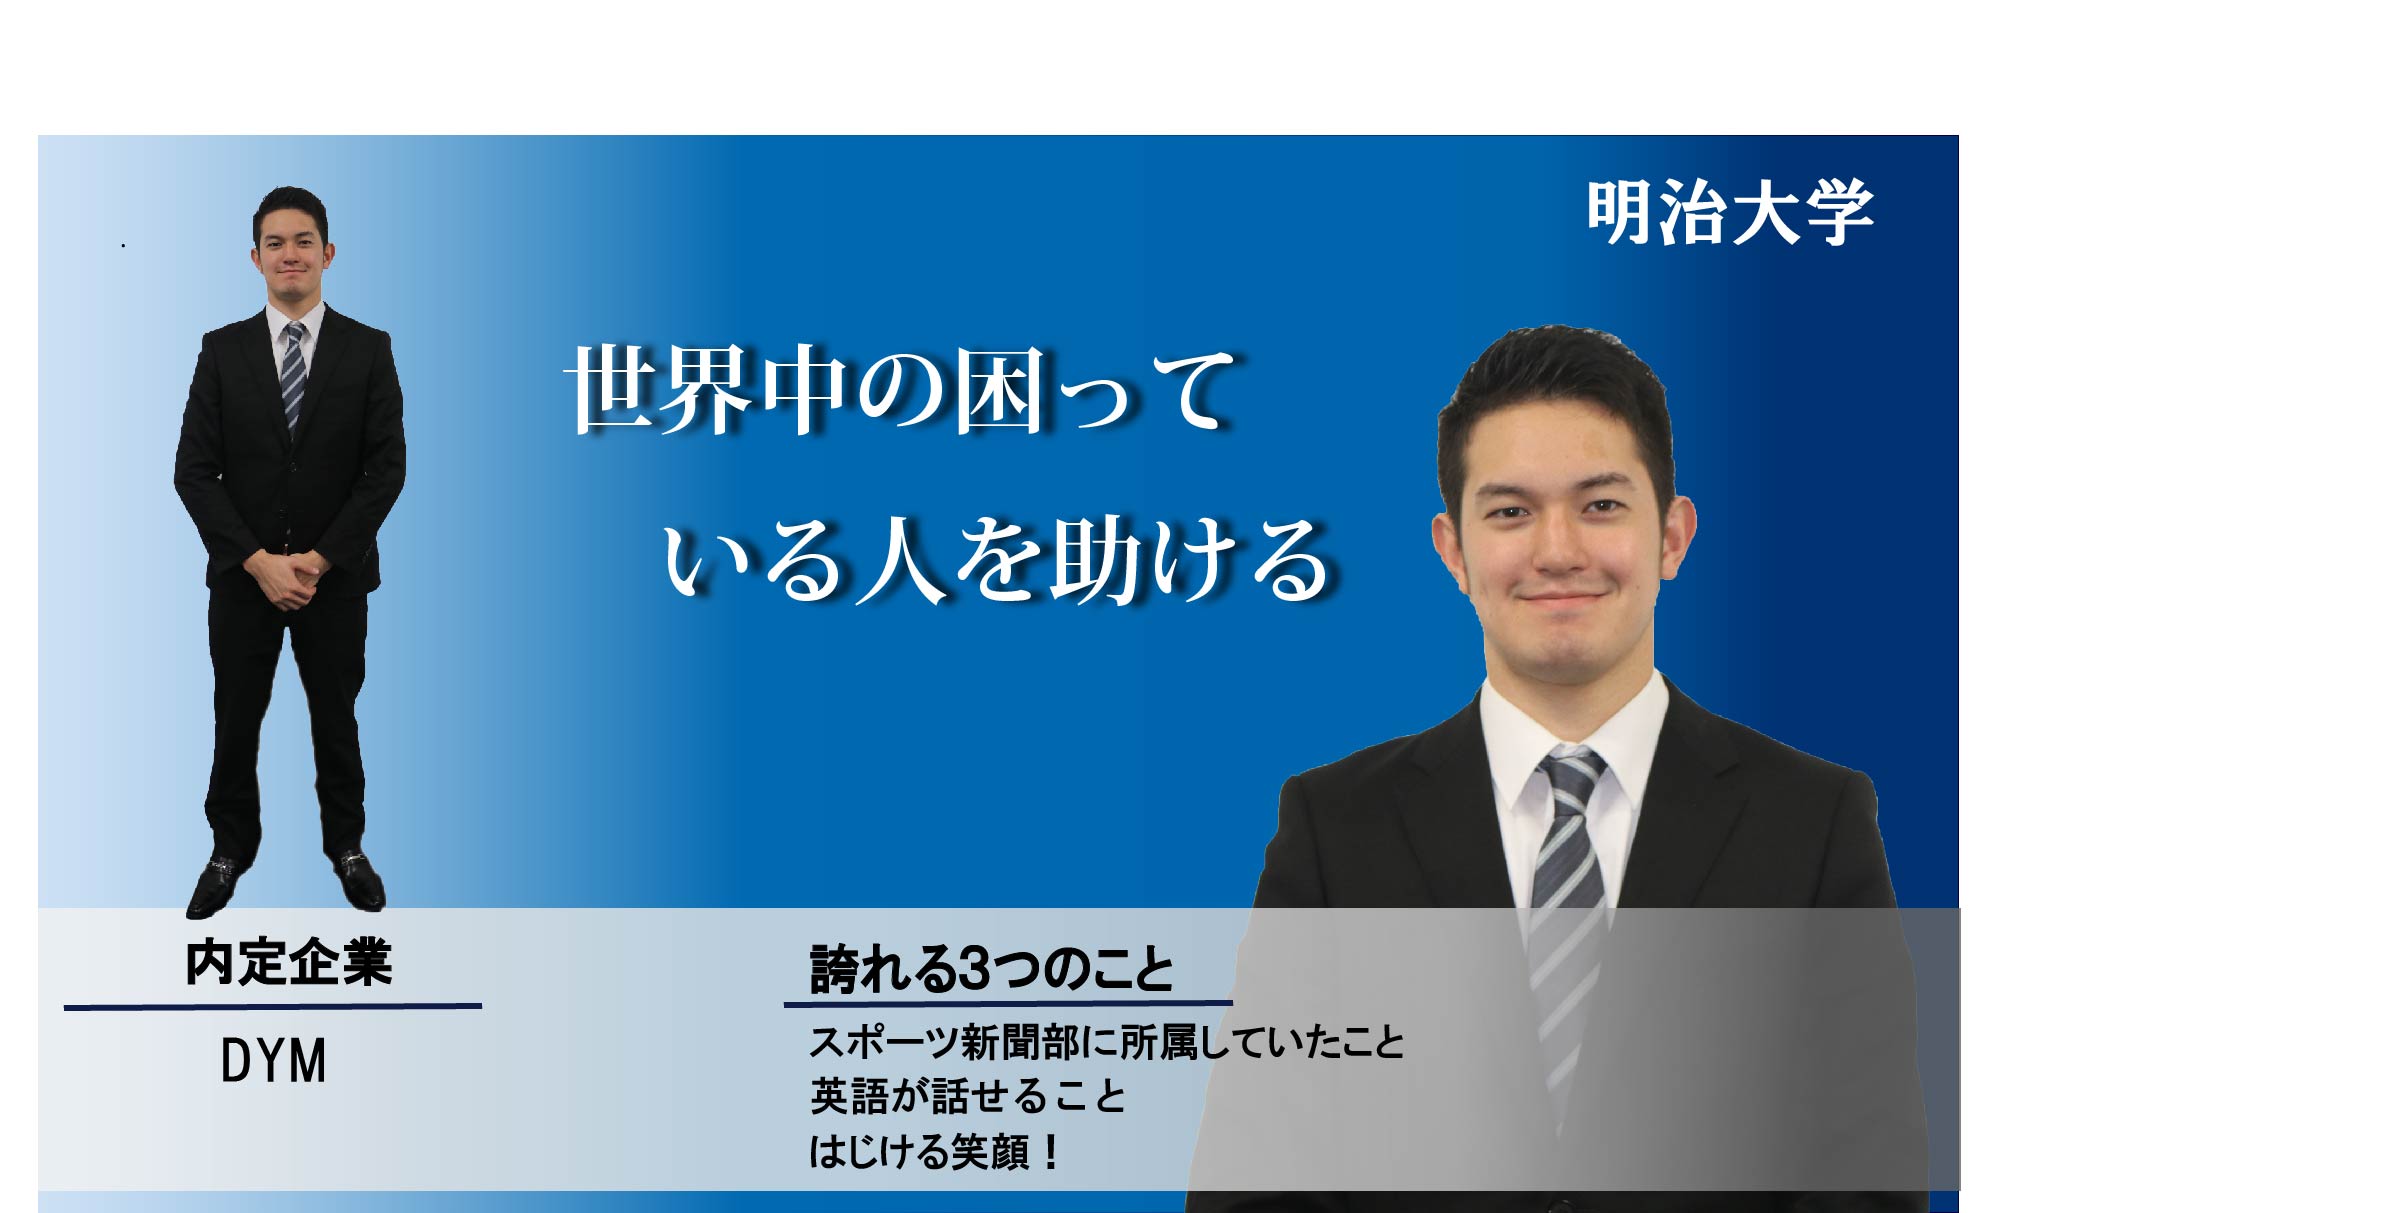 明治大学
世界中の困って
いる人を助ける
内定企業
DYM
誇れる3つのこと
スポーツ新聞部に所属していたこと
英語が話せること
はじける笑顔！